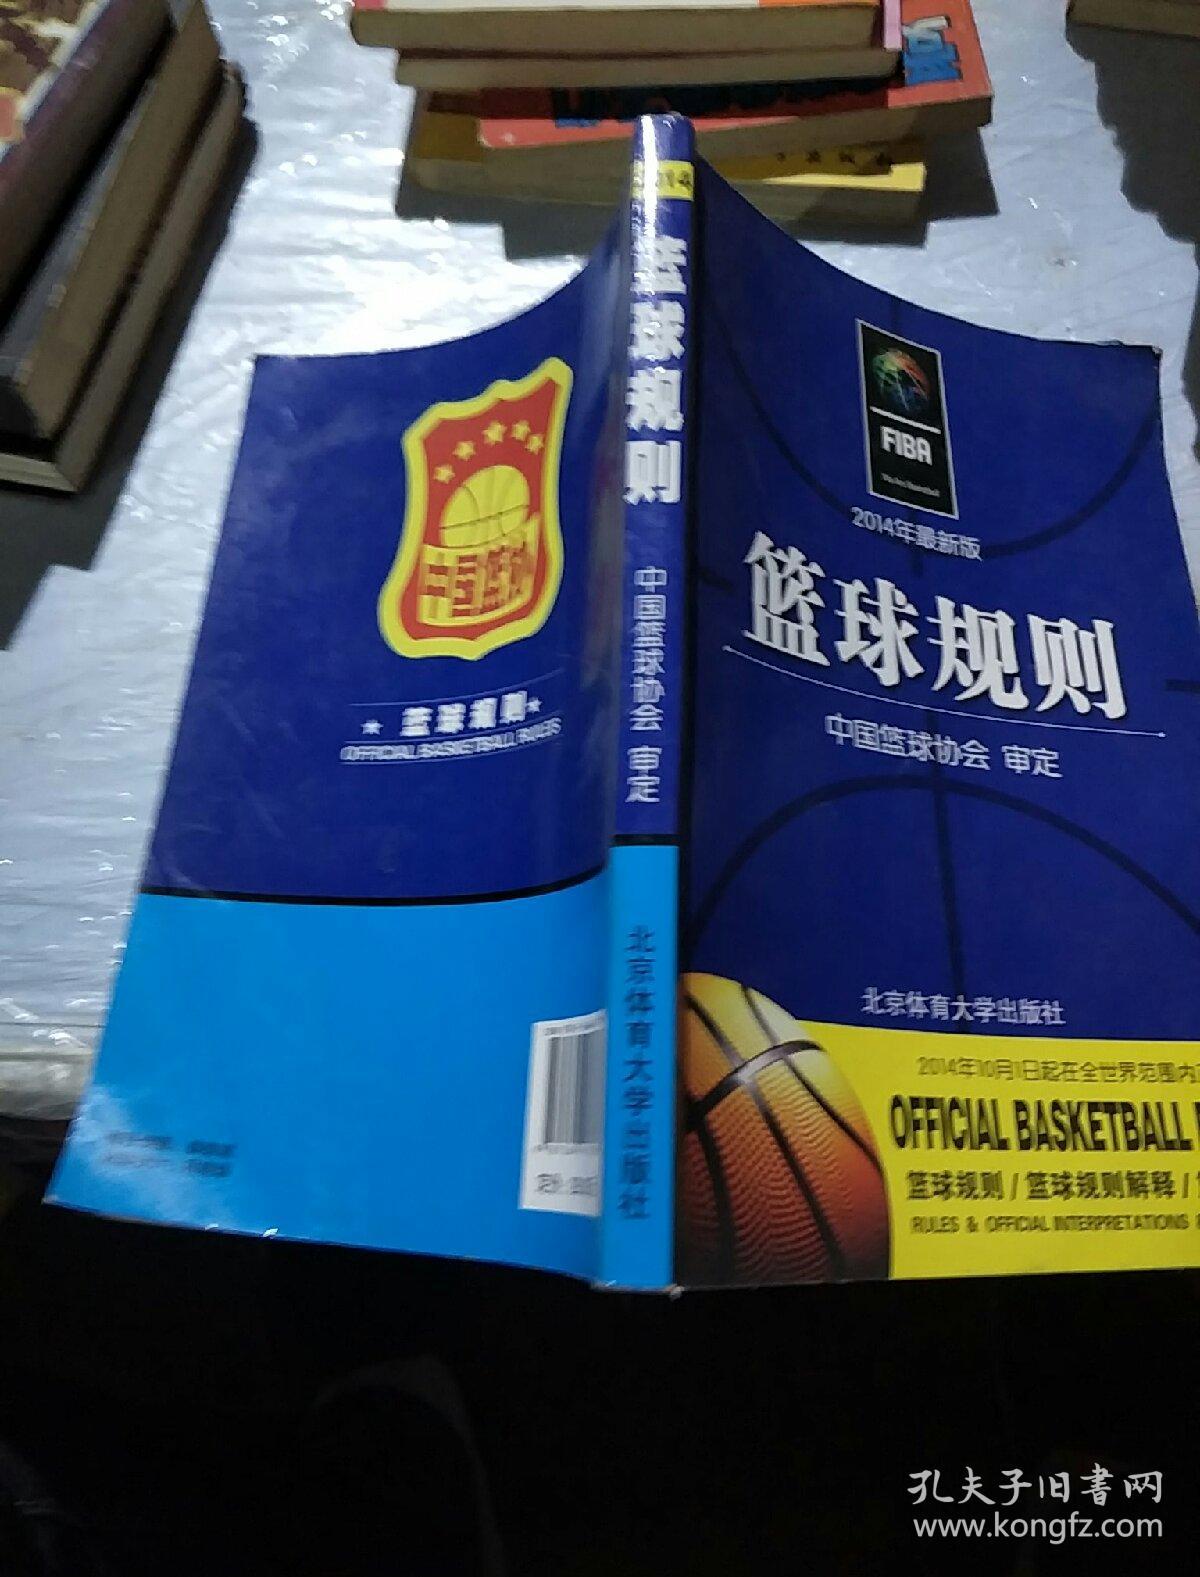 2014
篮球规则
中国篮球协会 审定
北京体育大学出版社
中国篮协
★ 篮球规则 ★
OFFICIAL BASKETBALL RULES
FIBA
We Are Basketball
2014年最新版
篮球规则
中国篮球协会 审定
北京体育大学出版社
2014年10月1日起在全世界范围内
OFFICIAL BASKETBALL
篮球规则 / 篮球规则解释 /
RULES & OFFICIAL INTERPRETATIONS
孔夫子旧书网
www.kongfz.com